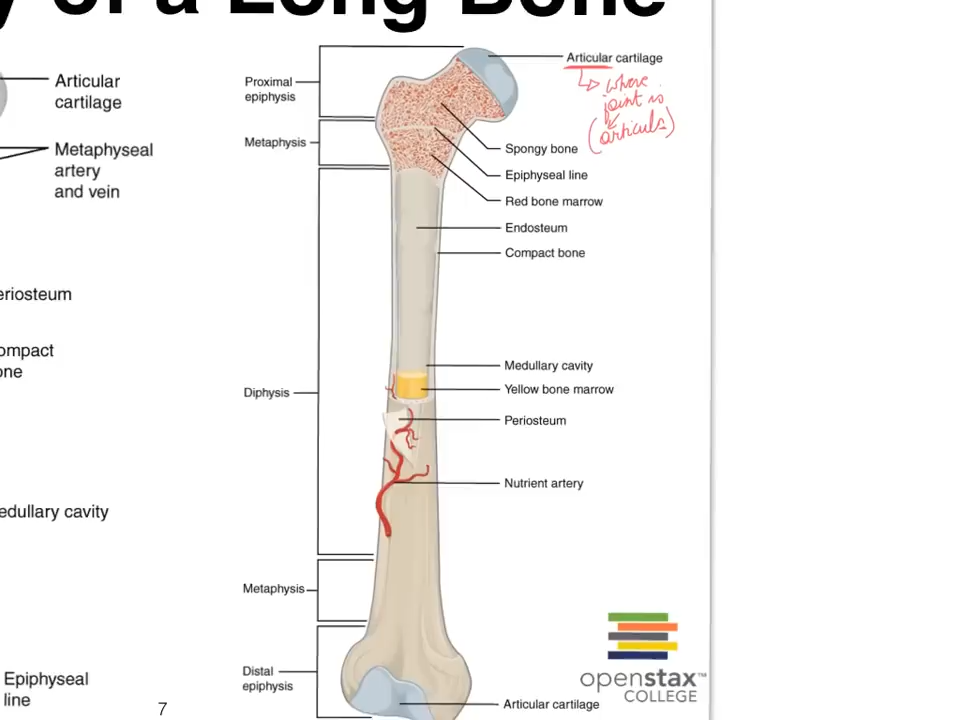 y of a Long Bone
Articular
cartilage
Metaphyseal
artery
and vein
eriosteum
ompact
one
edullary cavity
Epiphyseal
line
7
Proximal
epiphysis
Metaphysis
Diphysis
Metaphysis
Distal
epiphysis
Articular cartilage
where
joint is
(articuls)
Spongy bone
Epiphyseal line
Red bone marrow
Endosteum
Compact bone
Medullary cavity
Yellow bone marrow
Periosteum
Nutrient artery
Articular cartilage
openstax™
COLLEGE